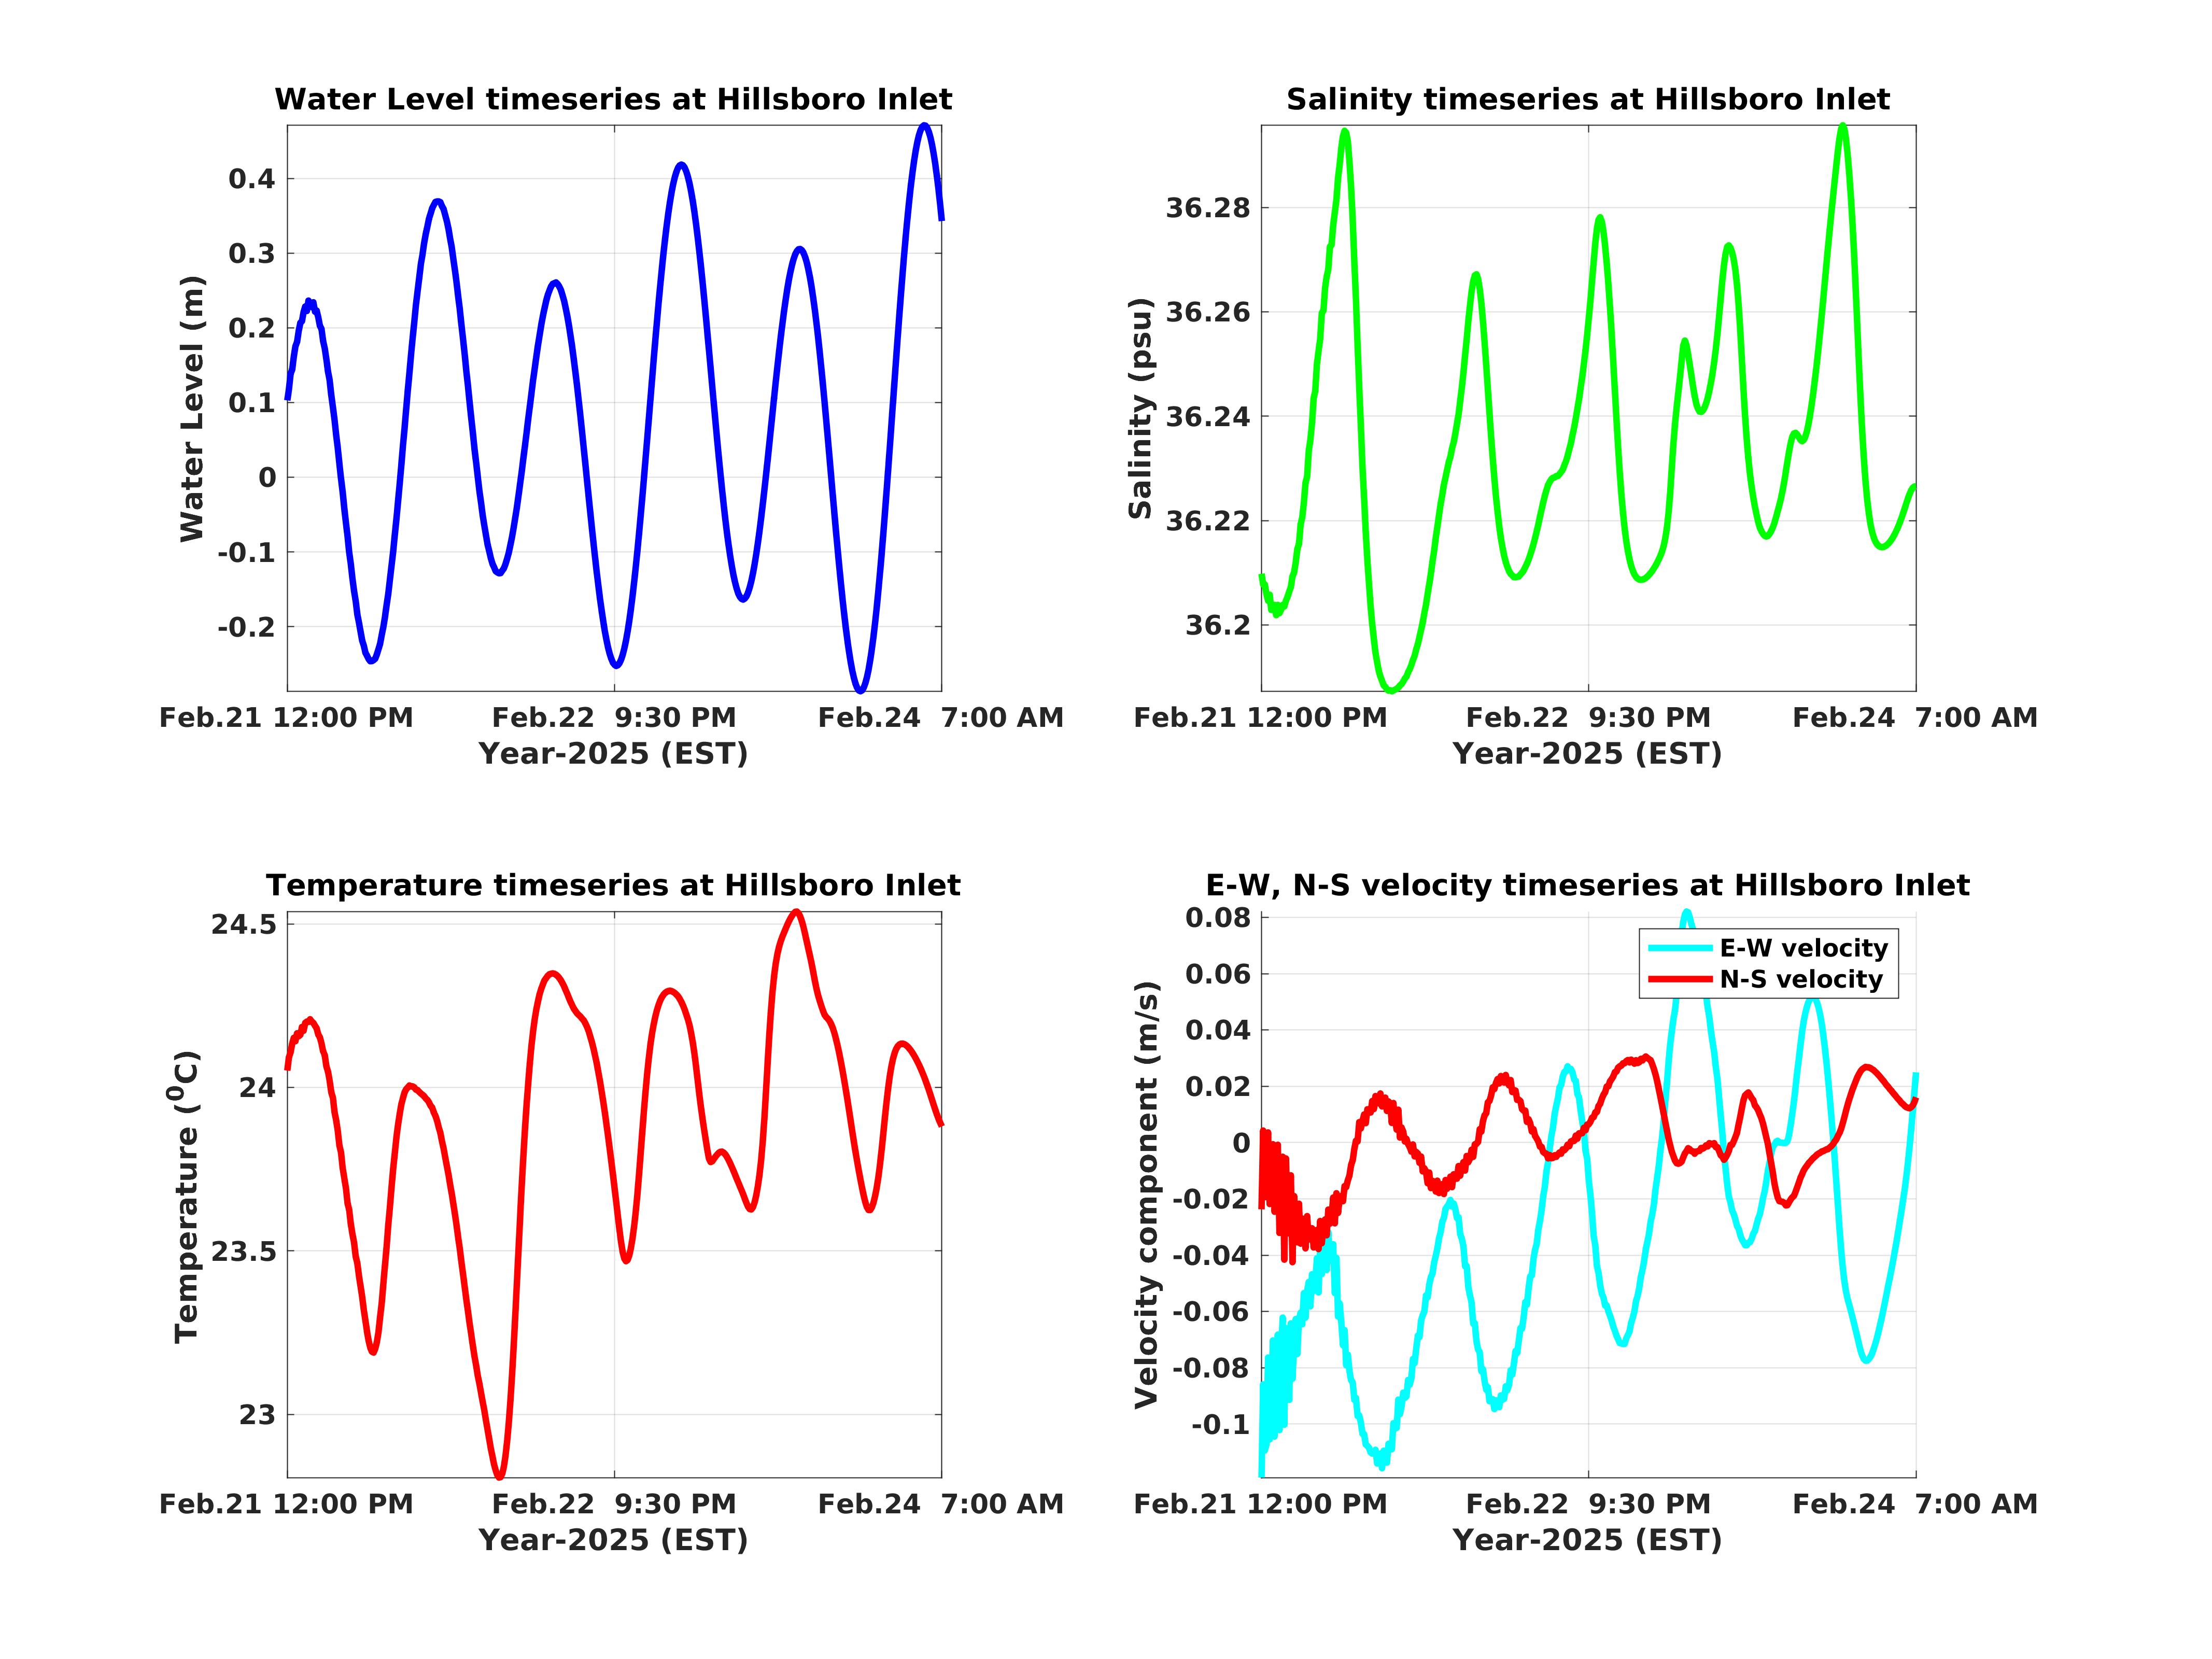 Water Level timeseries at Hillsboro Inlet
Water Level (m)
0.4
0.3
0.2
0.1
0
-0.1
-0.2
Feb.21 12:00 PM
Feb.22  9:30 PM
Feb.24  7:00 AM
Year-2025 (EST)
Salinity timeseries at Hillsboro Inlet
Salinity (psu)
36.28
36.26
36.24
36.22
36.2
Feb.21 12:00 PM
Feb.22  9:30 PM
Feb.24  7:00 AM
Year-2025 (EST)
Temperature timeseries at Hillsboro Inlet
Temperature (⁰C)
24.5
24
23.5
23
Feb.21 12:00 PM
Feb.22  9:30 PM
Feb.24  7:00 AM
Year-2025 (EST)
E-W, N-S velocity timeseries at Hillsboro Inlet
Velocity component (m/s)
0.08
0.06
0.04
0.02
0
-0.02
-0.04
-0.06
-0.08
-0.1
E-W velocity
N-S velocity
Feb.21 12:00 PM
Feb.22  9:30 PM
Feb.24  7:00 AM
Year-2025 (EST)